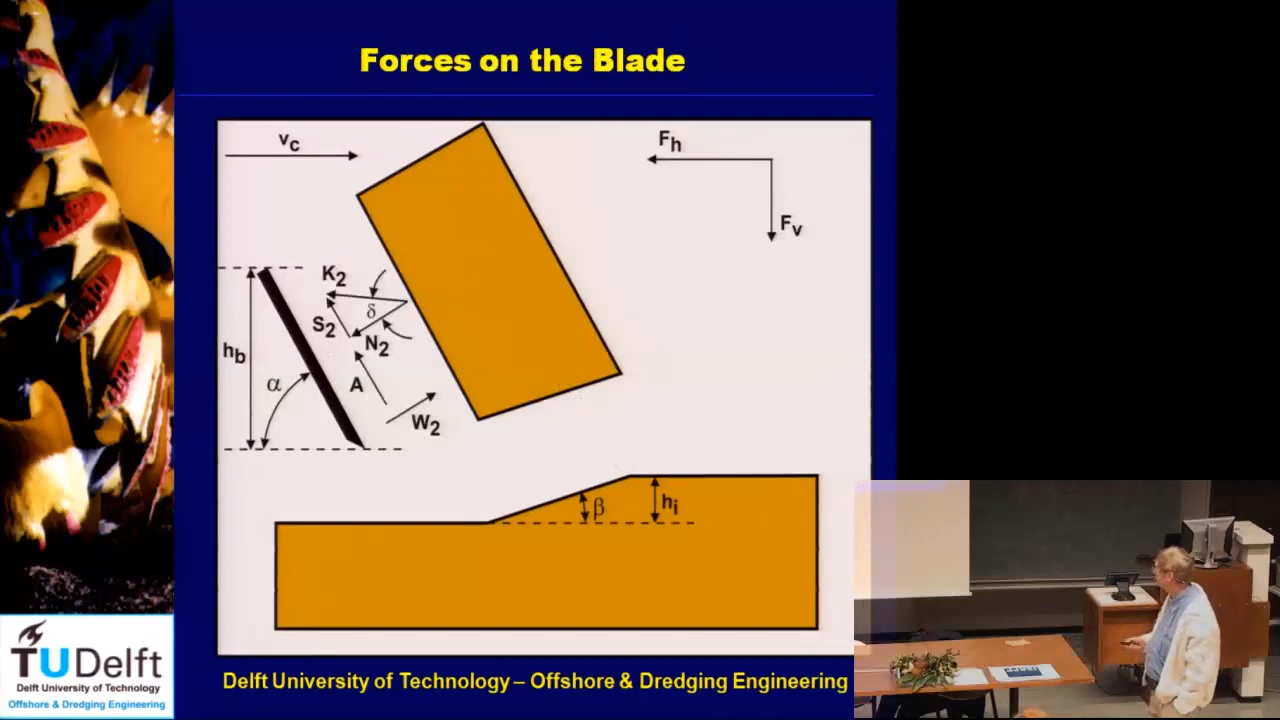 Forces on the Blade
vc
Fh
Fv
K2
δ
S2
N2
hb
α
A
W2
β
hi
TU Delft
Delft University of Technology
Offshore & Dredging Engineering
Delft University of Technology – Offshore & Dredging Engineering